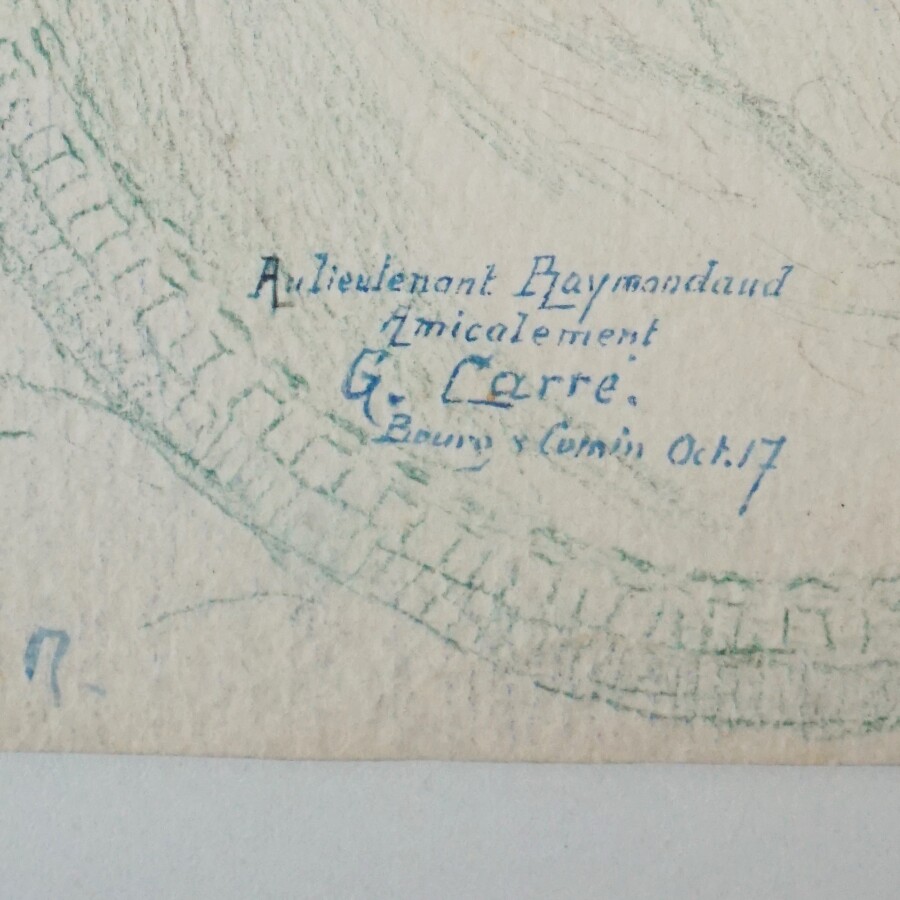 Au lieutenant Raymondaud
Amicalement
G. Carré.
Bourg & Comin Oct. 17